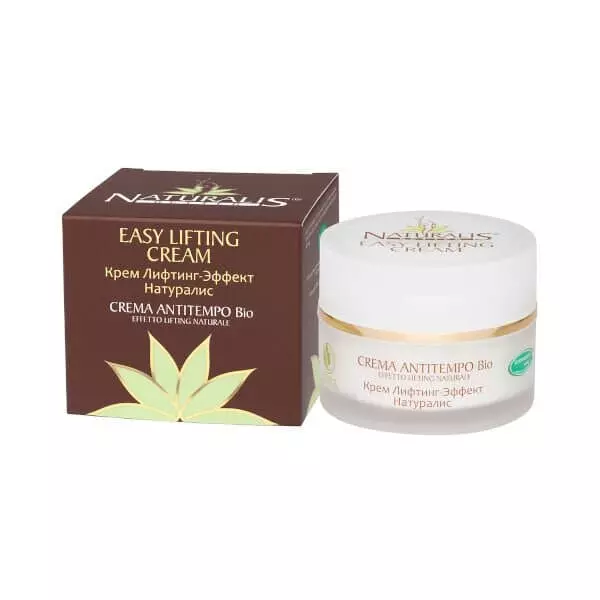 NATURALIS®
EASY LIFTING
CREAM
Крем Лифтинг-Эффект
Натуралис
CREMA ANTITEMPO Bio
EFFETTO LIFTING NATURALE
NATURALIS
EASY LIFTING
CREAM
CREMA ANTITEMPO Bio
EFFETTO LIFTING NATURALE
Крем Лифтинг-Эффект
Натуралис